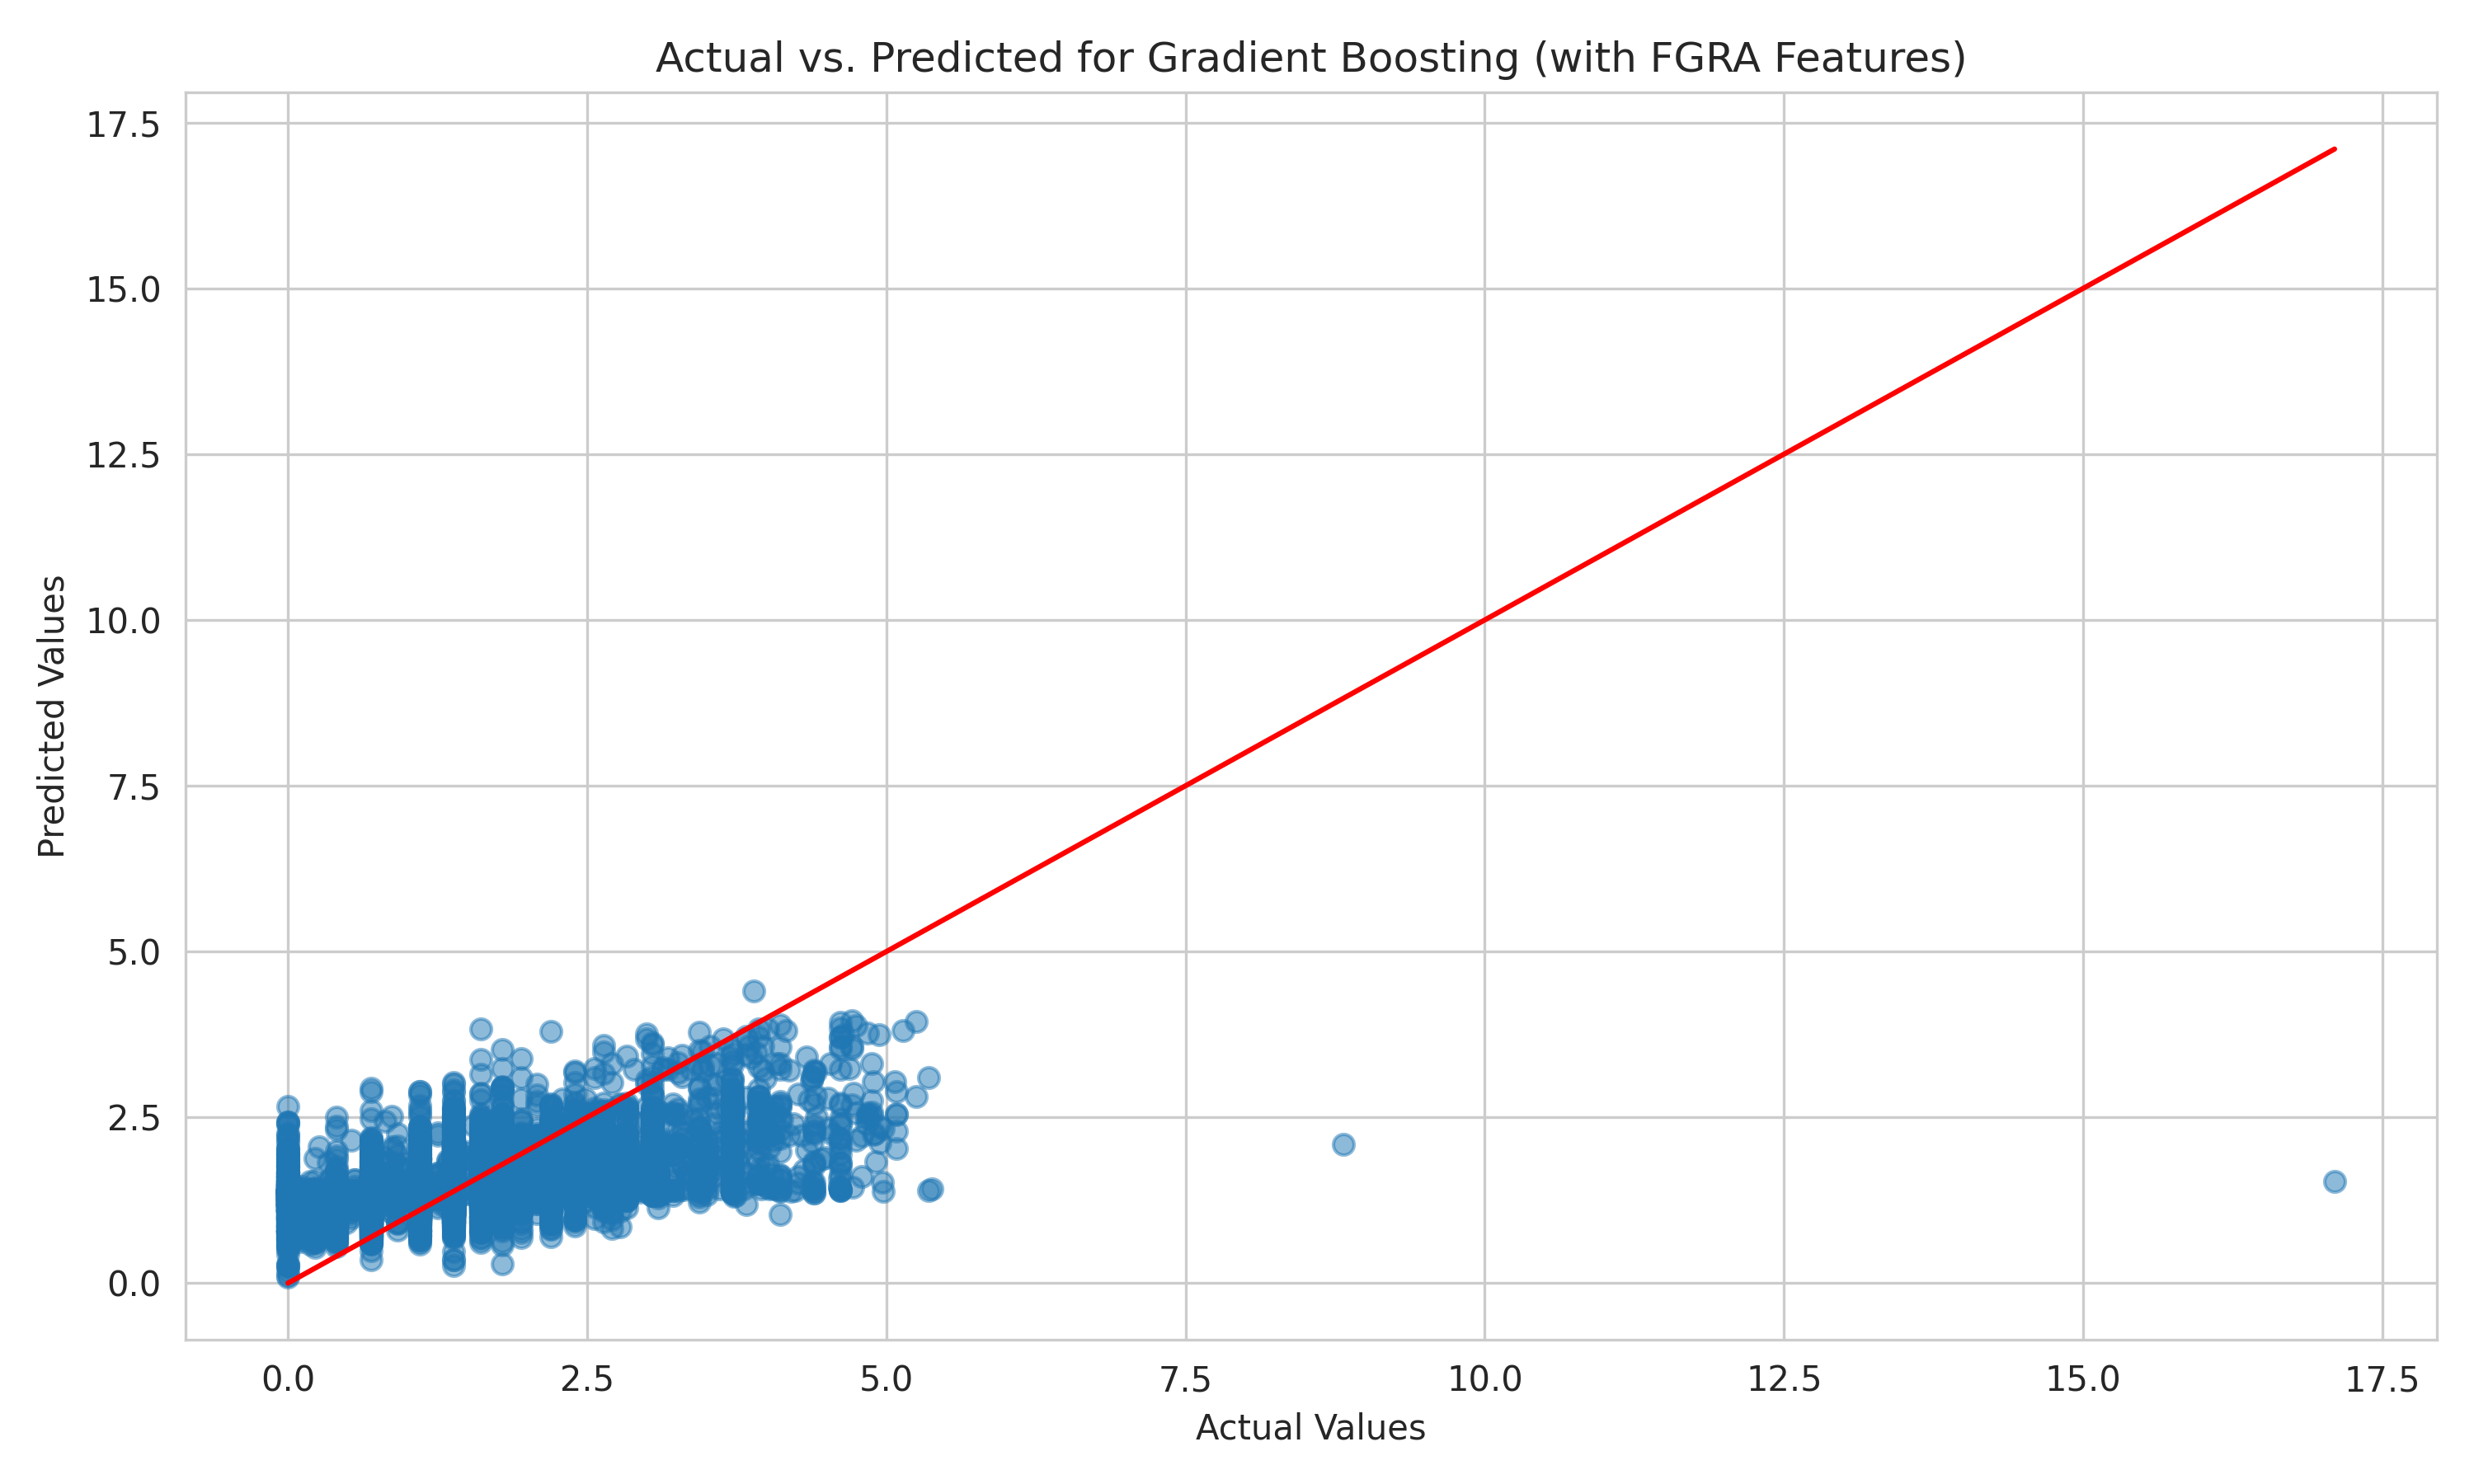 Actual vs. Predicted for Gradient Boosting (with FGRA Features)
17.5
15.0
12.5
10.0
7.5
5.0
2.5
0.0
Predicted Values
0.0 2.5 5.0 7.5 10.0 12.5 15.0 17.5
Actual Values